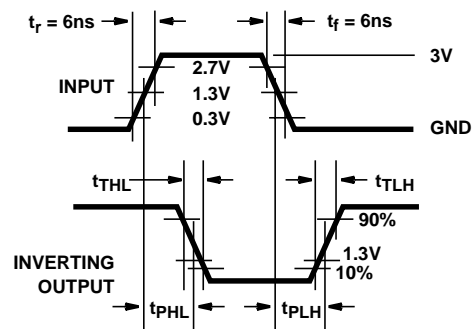 tr = 6ns
tf = 6ns
3V
INPUT
2.7V
1.3V
0.3V
GND
tTHL
tTLH
90%
1.3V
10%
INVERTING
OUTPUT
tPHL
tPLH